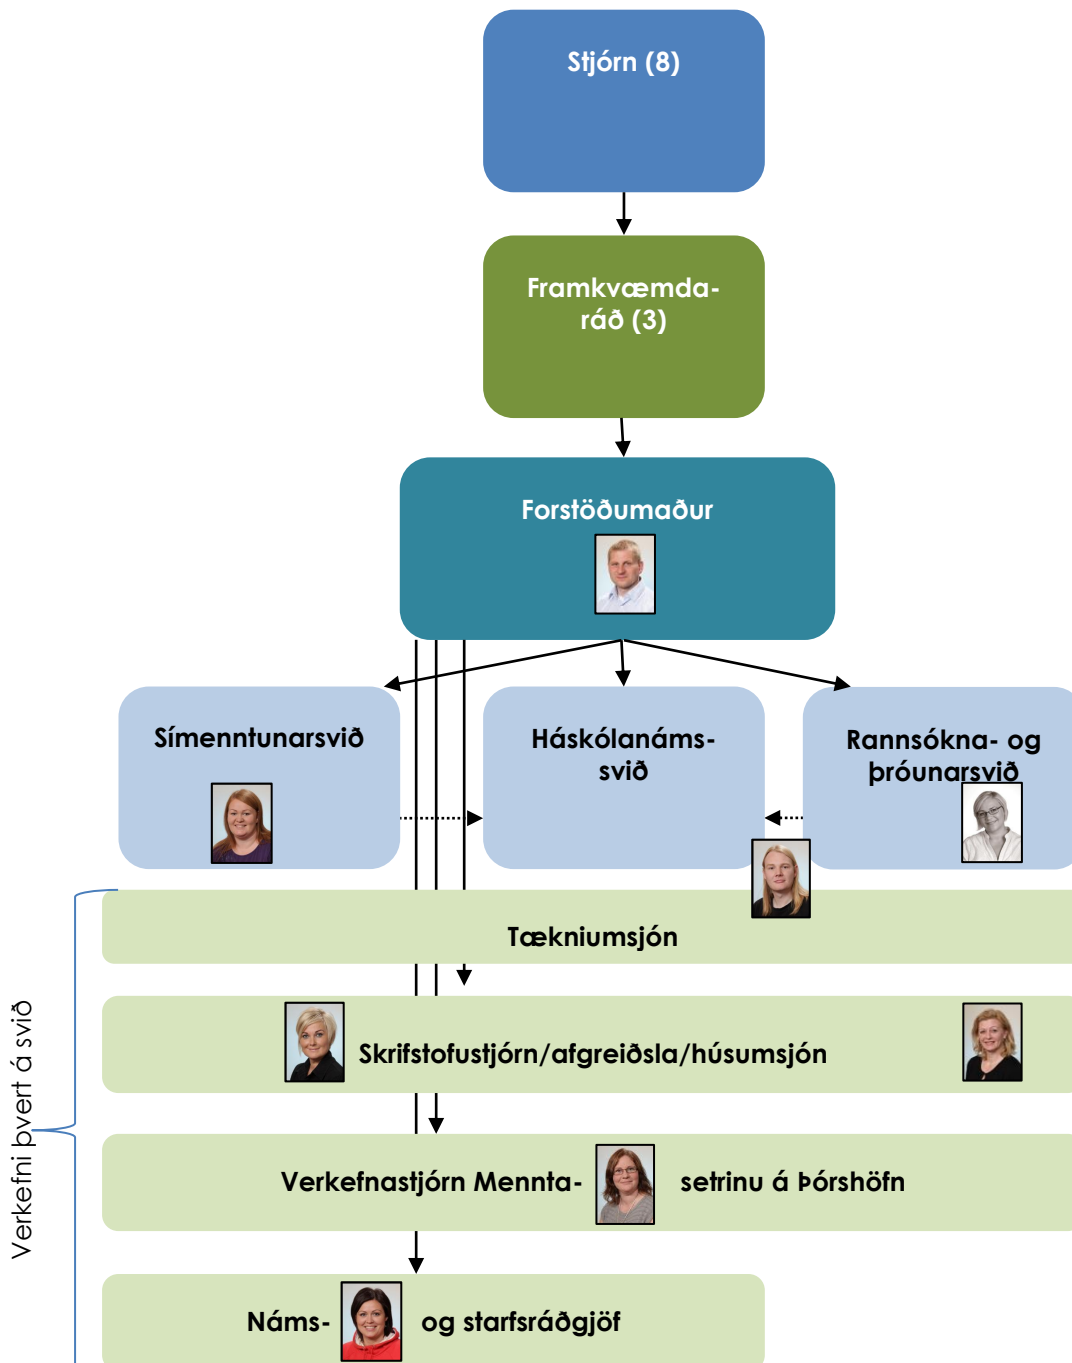 Stjórn (8)
Framkvæmda-
ráð (3)
Forstöðumaður
Símenntunarsvið
Háskólanáms-
svið
Rannsókna- og
þróunarsvið
Tækniumsjón
Skrifstofustjórn/afgreiðsla/húsumsjón
Verkefnastjórn Mennta- setrinu á Þórshöfn
Náms- og starfsráðgjöf
Verkefni þvert á svið